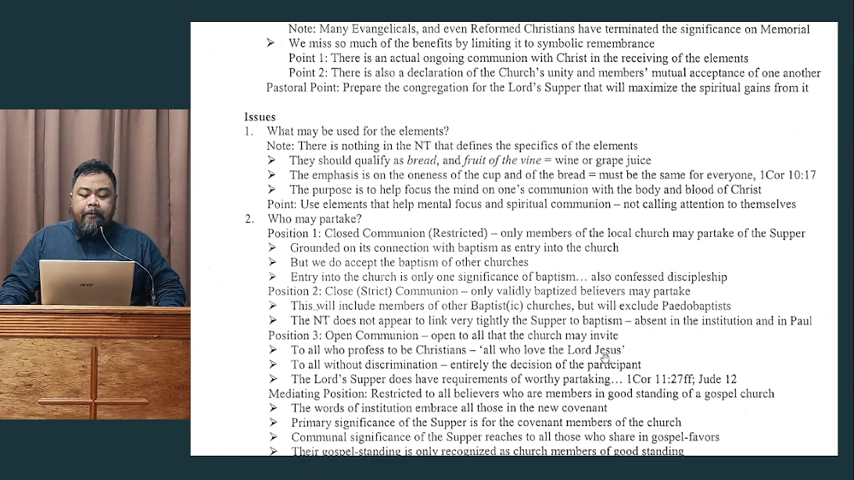 Note: Many Evangelicals, and even Reformed Christians have terminated the significance on Memorial
➤ We miss so much of the benefits by limiting it to symbolic remembrance
Point 1: There is an actual ongoing communion with Christ in the receiving of the elements
Point 2: There is also a declaration of the Church's unity and members' mutual acceptance of one another
Pastoral Point: Prepare the congregation for the Lord's Supper that will maximize the spiritual gains from it
Issues
1. What may be used for the elements?
Note: There is nothing in the NT that defines the specifics of the elements
➤ They should qualify as bread, and fruit of the vine = wine or grape juice
➤ The emphasis is on the oneness of the cup and of the bread = must be the same for everyone, 1Cor 10:17
➤ The purpose is to help focus the mind on one's communion with the body and blood of Christ
Point: Use elements that help mental focus and spiritual communion – not calling attention to themselves
2. Who may partake?
Position 1: Closed Communion (Restricted) – only members of the local church may partake of the Supper
➤ Grounded on its connection with baptism as entry into the church
➤ But we do accept the baptism of other churches
➤ Entry into the church is only one significance of baptism… also confessed discipleship
Position 2: Close (Strict) Communion – only validly baptized believers may partake
➤ This will include members of other Baptist(ic) churches, but will exclude Paedobaptists
➤ The NT does not appear to link very tightly the Supper to baptism – absent in the institution and in Paul
Position 3: Open Communion – open to all that the church may invite
➤ To all who profess to be Christians – 'all who love the Lord Jesus'
➤ To all without discrimination – entirely the decision of the participant
➤ The Lord's Supper does have requirements of worthy partaking… 1Cor 11:27ff; Jude 12
Mediating Position: Restricted to all believers who are members in good standing of a gospel church
➤ The words of institution embrace all those in the new covenant
➤ Primary significance of the Supper is for the covenant members of the church
➤ Communal significance of the Supper reaches to all those who share in gospel-favors
➤ Their gospel-standing is only recognized as church members of good standing